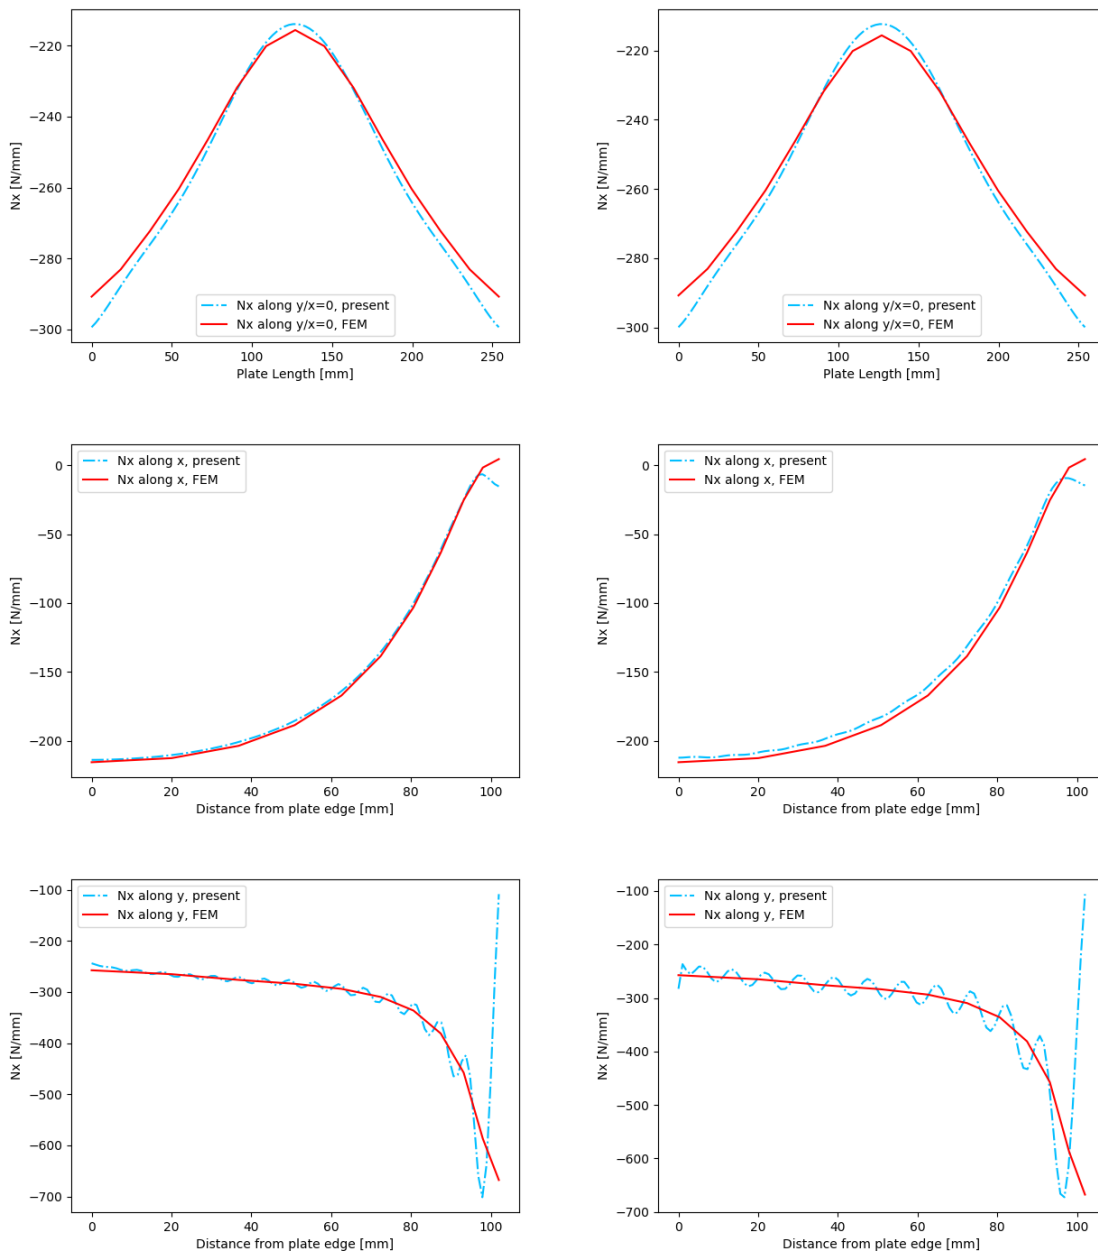 −220
−240
−260
−280
−300
Nx [N/mm]
Nx along y/x=0, present
Nx along y/x=0, FEM
0 50 100 150 200 250
Plate Length [mm]
−220
−240
−260
−280
−300
Nx [N/mm]
Nx along y/x=0, present
Nx along y/x=0, FEM
0 50 100 150 200 250
Plate Length [mm]
0
−50
−100
−150
−200
Nx [N/mm]
Nx along x, present
Nx along x, FEM
0 20 40 60 80 100
Distance from plate edge [mm]
0
−50
−100
−150
−200
Nx [N/mm]
Nx along x, present
Nx along x, FEM
0 20 40 60 80 100
Distance from plate edge [mm]
−100
−200
−300
−400
−500
−600
−700
Nx [N/mm]
Nx along y, present
Nx along y, FEM
0 20 40 60 80 100
Distance from plate edge [mm]
−100
−200
−300
−400
−500
−600
−700
Nx [N/mm]
Nx along y, present
Nx along y, FEM
0 20 40 60 80 100
Distance from plate edge [mm]